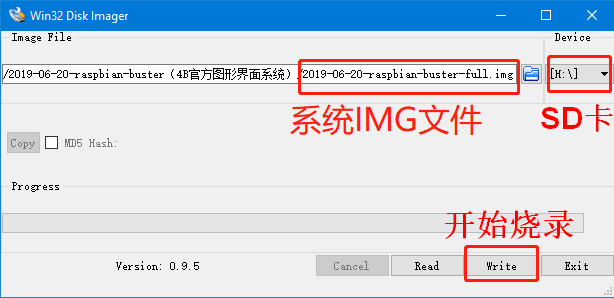 Win32 Disk Imager
Image File
Device
/2019-06-20-raspbian-buster（4B官方图形界面系统）/2019-06-20-raspbian-buster-full.img
[H:\]
系统IMG文件
SD卡
Copy
MD5 Hash:
Progress
开始烧录
Version: 0.9.5
Cancel
Read
Write
Exit